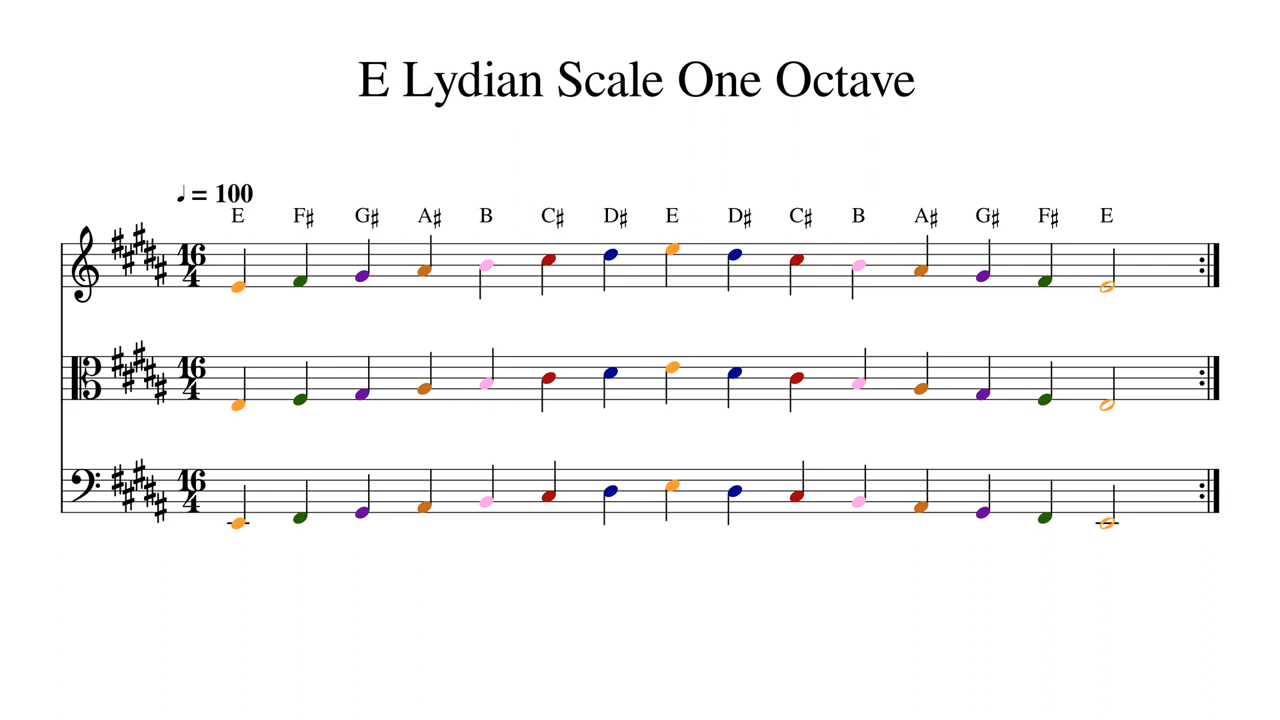 E Lydian Scale One Octave
♩ = 100
E F♯ G♯ A♯ B C♯ D♯ E D♯ C♯ B A♯ G♯ F♯ E
16
4
16
4
16
4